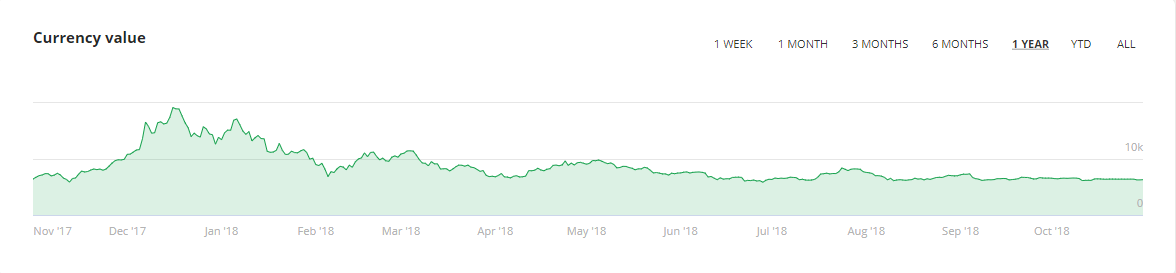 Currency value
1 WEEK 1 MONTH 3 MONTHS 6 MONTHS 1 YEAR YTD ALL
10k
0
Nov '17 Dec '17 Jan '18 Feb '18 Mar '18 Apr '18 May '18 Jun '18 Jul '18 Aug '18 Sep '18 Oct '18